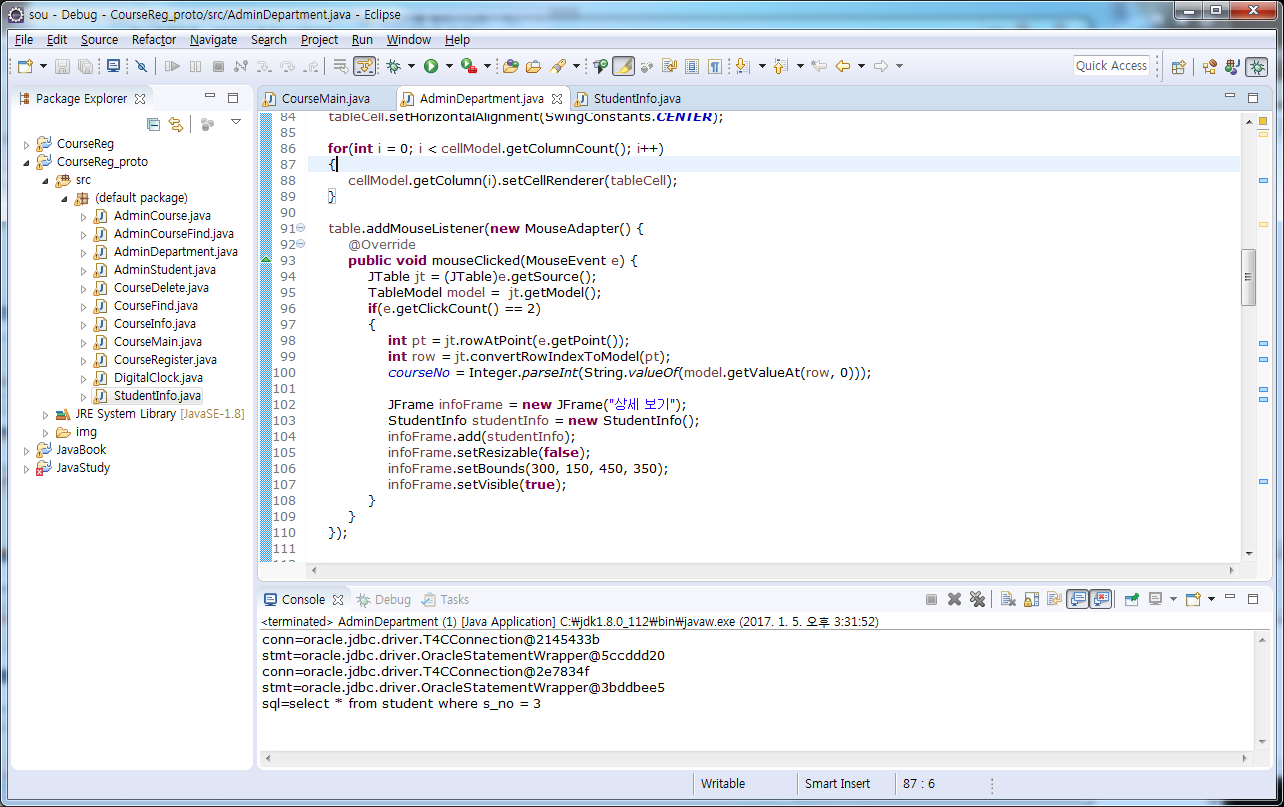 sou - Debug - CourseReg_proto/src/AdminDepartment.java - Eclipse
File Edit Source Refactor Navigate Search Project Run Window Help
Quick Access
Package Explorer
CourseReg
CourseReg_proto
src
(default package)
AdminCourse.java
AdminCourseFind.java
AdminDepartment.java
AdminStudent.java
CourseDelete.java
CourseFind.java
CourseInfo.java
CourseMain.java
CourseRegister.java
DigitalClock.java
StudentInfo.java
JRE System Library [JavaSE-1.8]
img
JavaBook
JavaStudy
CourseMain.java AdminDepartment.java StudentInfo.java
84 tableCell.setHorizontalAlignment(SwingConstants.CENTER);
85
86 for(int i = 0; i < cellModel.getColumnCount(); i++)
87 {
88 cellModel.getColumn(i).setCellRenderer(tableCell);
89 }
90
91 table.addMouseListener(new MouseAdapter() {
92 @Override
93 public void mouseClicked(MouseEvent e) {
94 JTable jt = (JTable)e.getSource();
95 TableModel model = jt.getModel();
96 if(e.getClickCount() == 2)
97 {
98 int pt = jt.rowAtPoint(e.getPoint());
99 int row = jt.convertRowIndexToModel(pt);
100 courseNo = Integer.parseInt(String.valueOf(model.getValueAt(row, 0)));
101
102 JFrame infoFrame = new JFrame("상세 보기");
103 StudentInfo studentInfo = new StudentInfo();
104 infoFrame.add(studentInfo);
105 infoFrame.setResizable(false);
106 infoFrame.setBounds(300, 150, 450, 350);
107 infoFrame.setVisible(true);
108 }
109 }
110 });
111
Console Debug Tasks
<terminated> AdminDepartment (1) [Java Application] C:₩jdk1.8.0_112₩bin₩javaw.exe (2017. 1. 5. 오후 3:31:52)
conn=oracle.jdbc.driver.T4CConnection@2145433b
stmt=oracle.jdbc.driver.OracleStatementWrapper@5ccddd20
conn=oracle.jdbc.driver.T4CConnection@2e7834f
stmt=oracle.jdbc.driver.OracleStatementWrapper@3bddbee5
sql=select * from student where s_no = 3
Writable Smart Insert 87 : 6